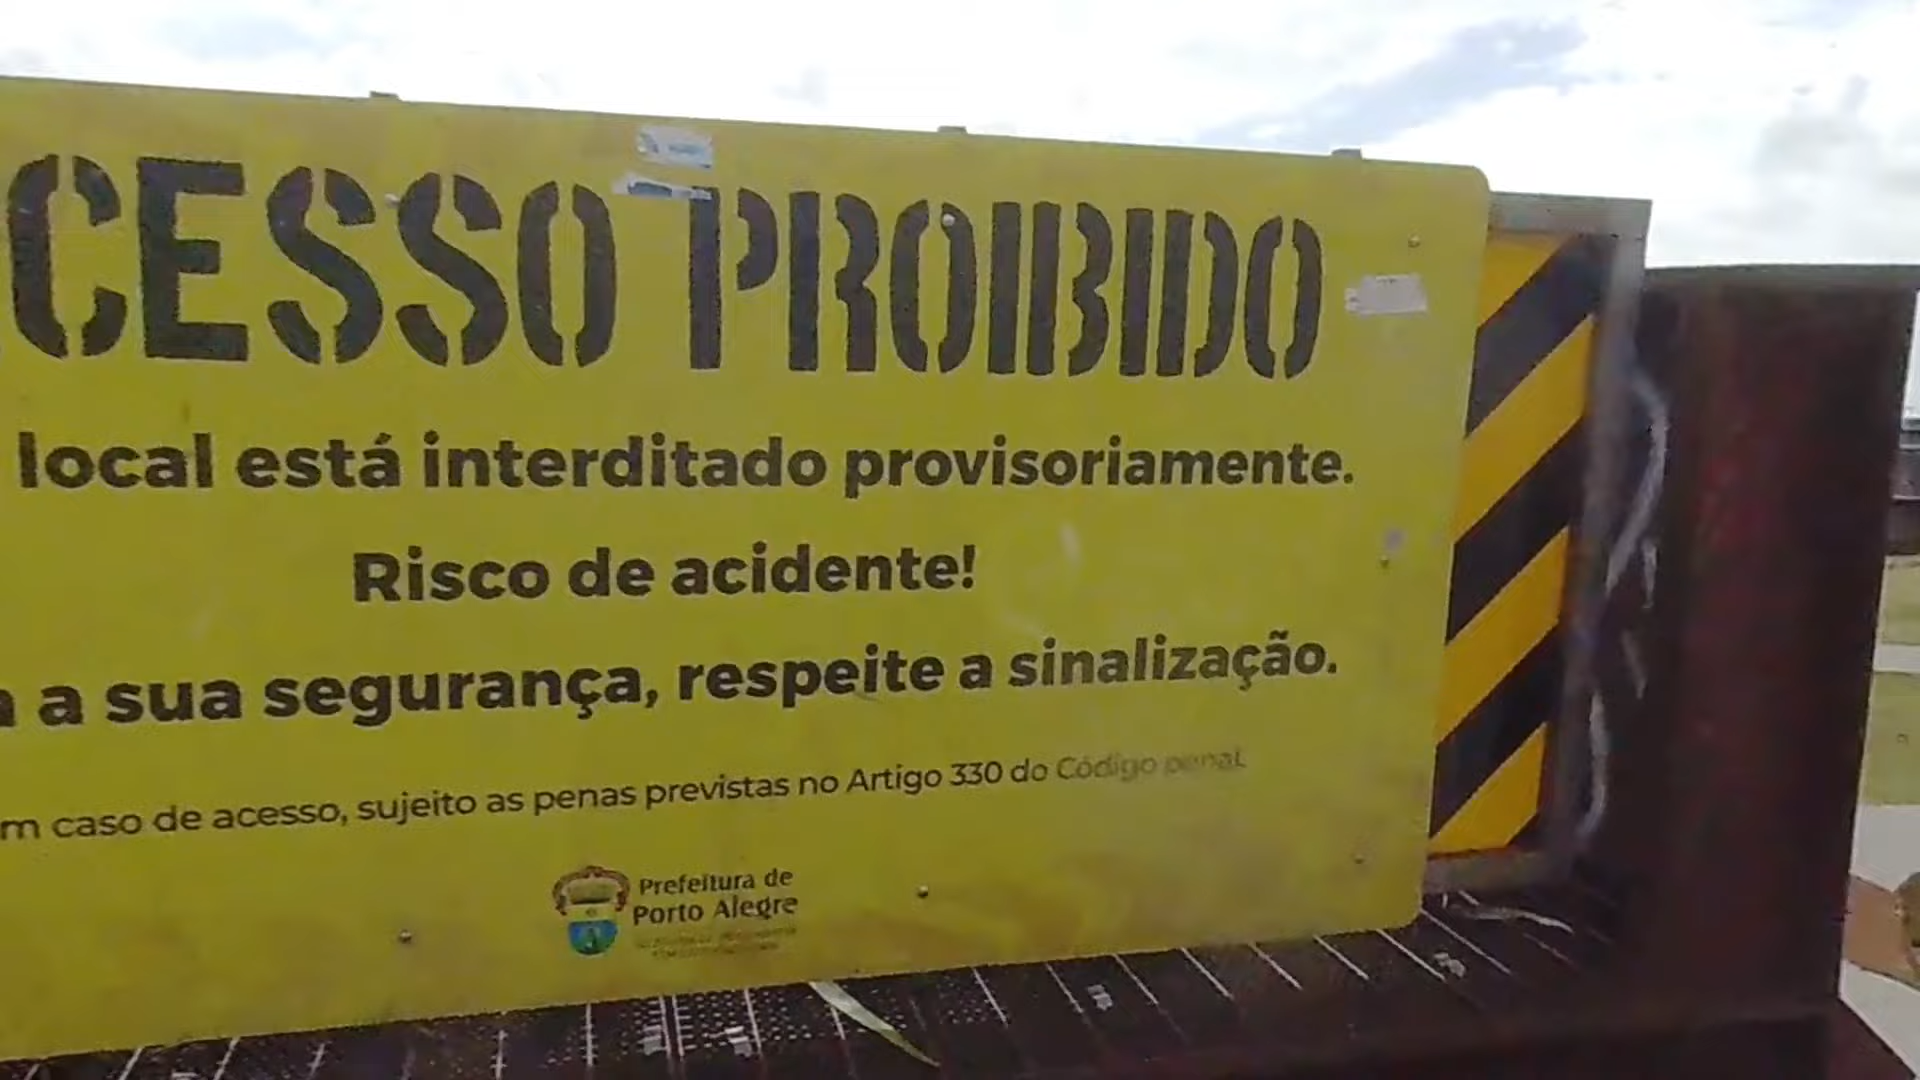 CESSO PROIBIDO
local está interditado provisoriamente.
Risco de acidente!
a sua segurança, respeite a sinalização.
m caso de acesso, sujeito as penas previstas no Artigo 330 do Código penal.
Prefeitura de
Porto Alegre